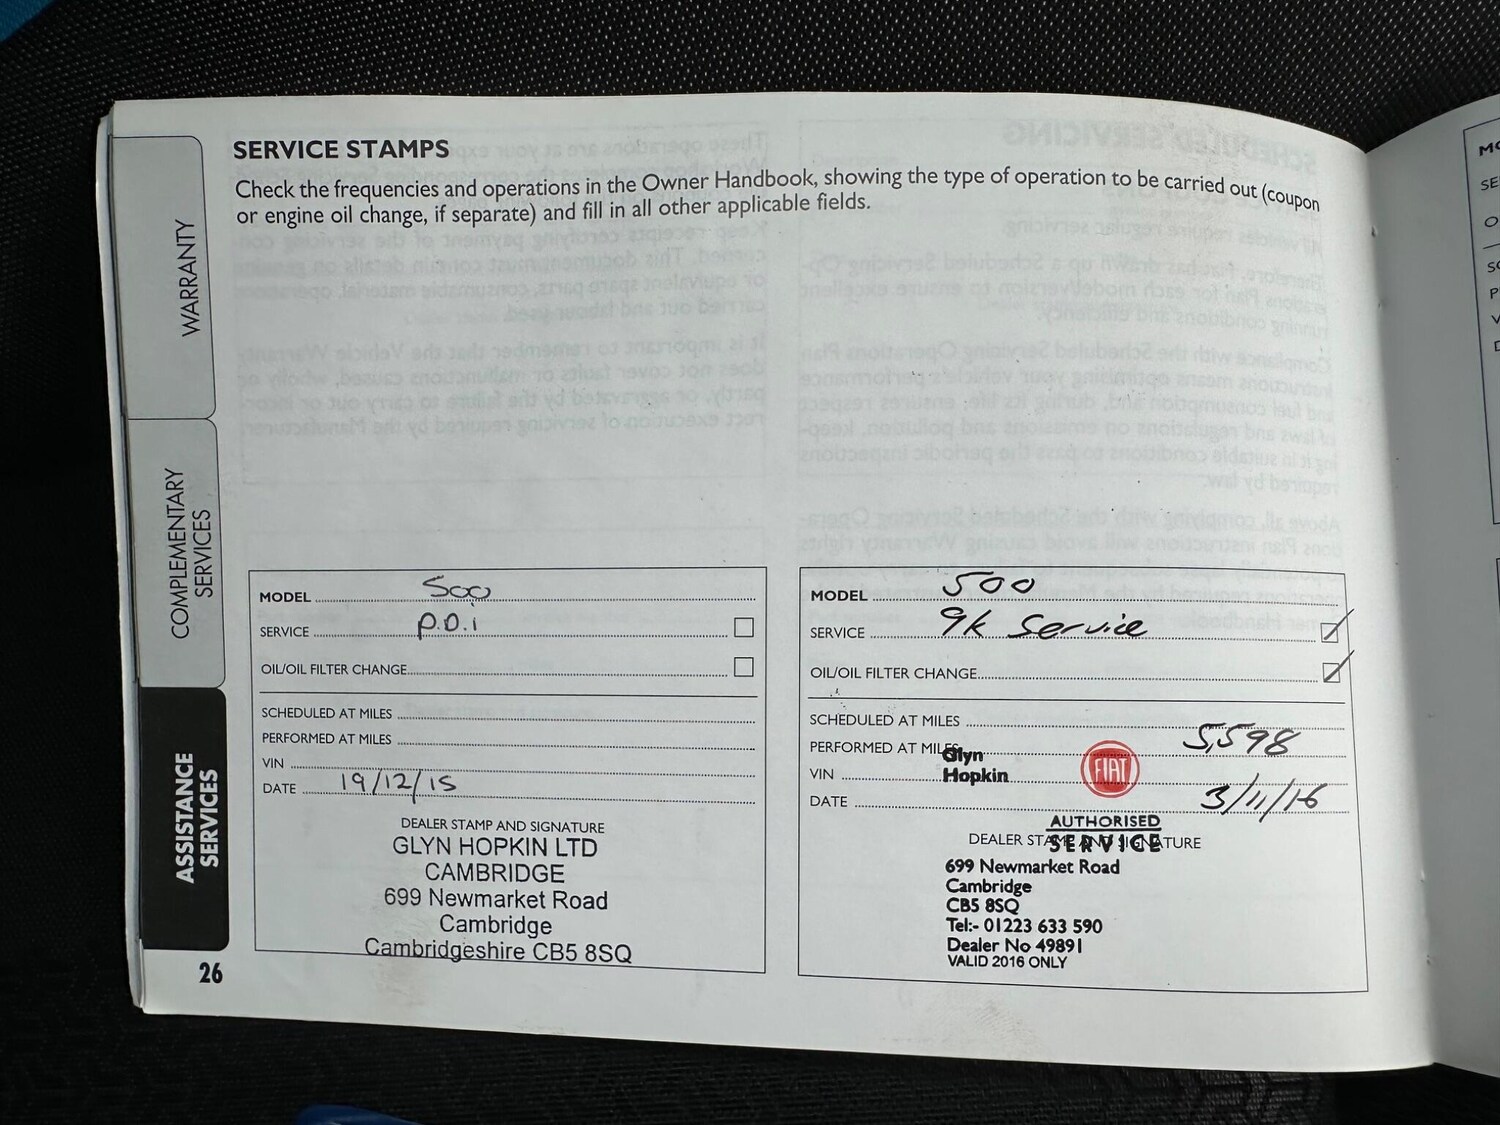 SERVICE STAMPS
Check the frequencies and operations in the Owner Handbook, showing the type of operation to be carried out (coupon
or engine oil change, if separate) and fill in all other applicable fields.
WARRANTY
COMPLEMENTARY
SERVICES
ASSISTANCE
SERVICES
26
MODEL 500
SERVICE P.D.i
OIL/OIL FILTER CHANGE
SCHEDULED AT MILES
PERFORMED AT MILES
VIN
DATE 19/12/15
DEALER STAMP AND SIGNATURE
GLYN HOPKIN LTD
CAMBRIDGE
699 Newmarket Road
Cambridge
Cambridgeshire CB5 8SQ
MODEL 500
SERVICE 9k Service
OIL/OIL FILTER CHANGE
SCHEDULED AT MILES
PERFORMED AT MILES 5,598
VIN
DATE 3/11/16
Glyn
Hopkin
FIAT
AUTHORISED
SERVICE
DEALER STAMP AND SIGNATURE
699 Newmarket Road
Cambridge
CB5 8SQ
Tel:- 01223 633 590
Dealer No 49891
VALID 2016 ONLY